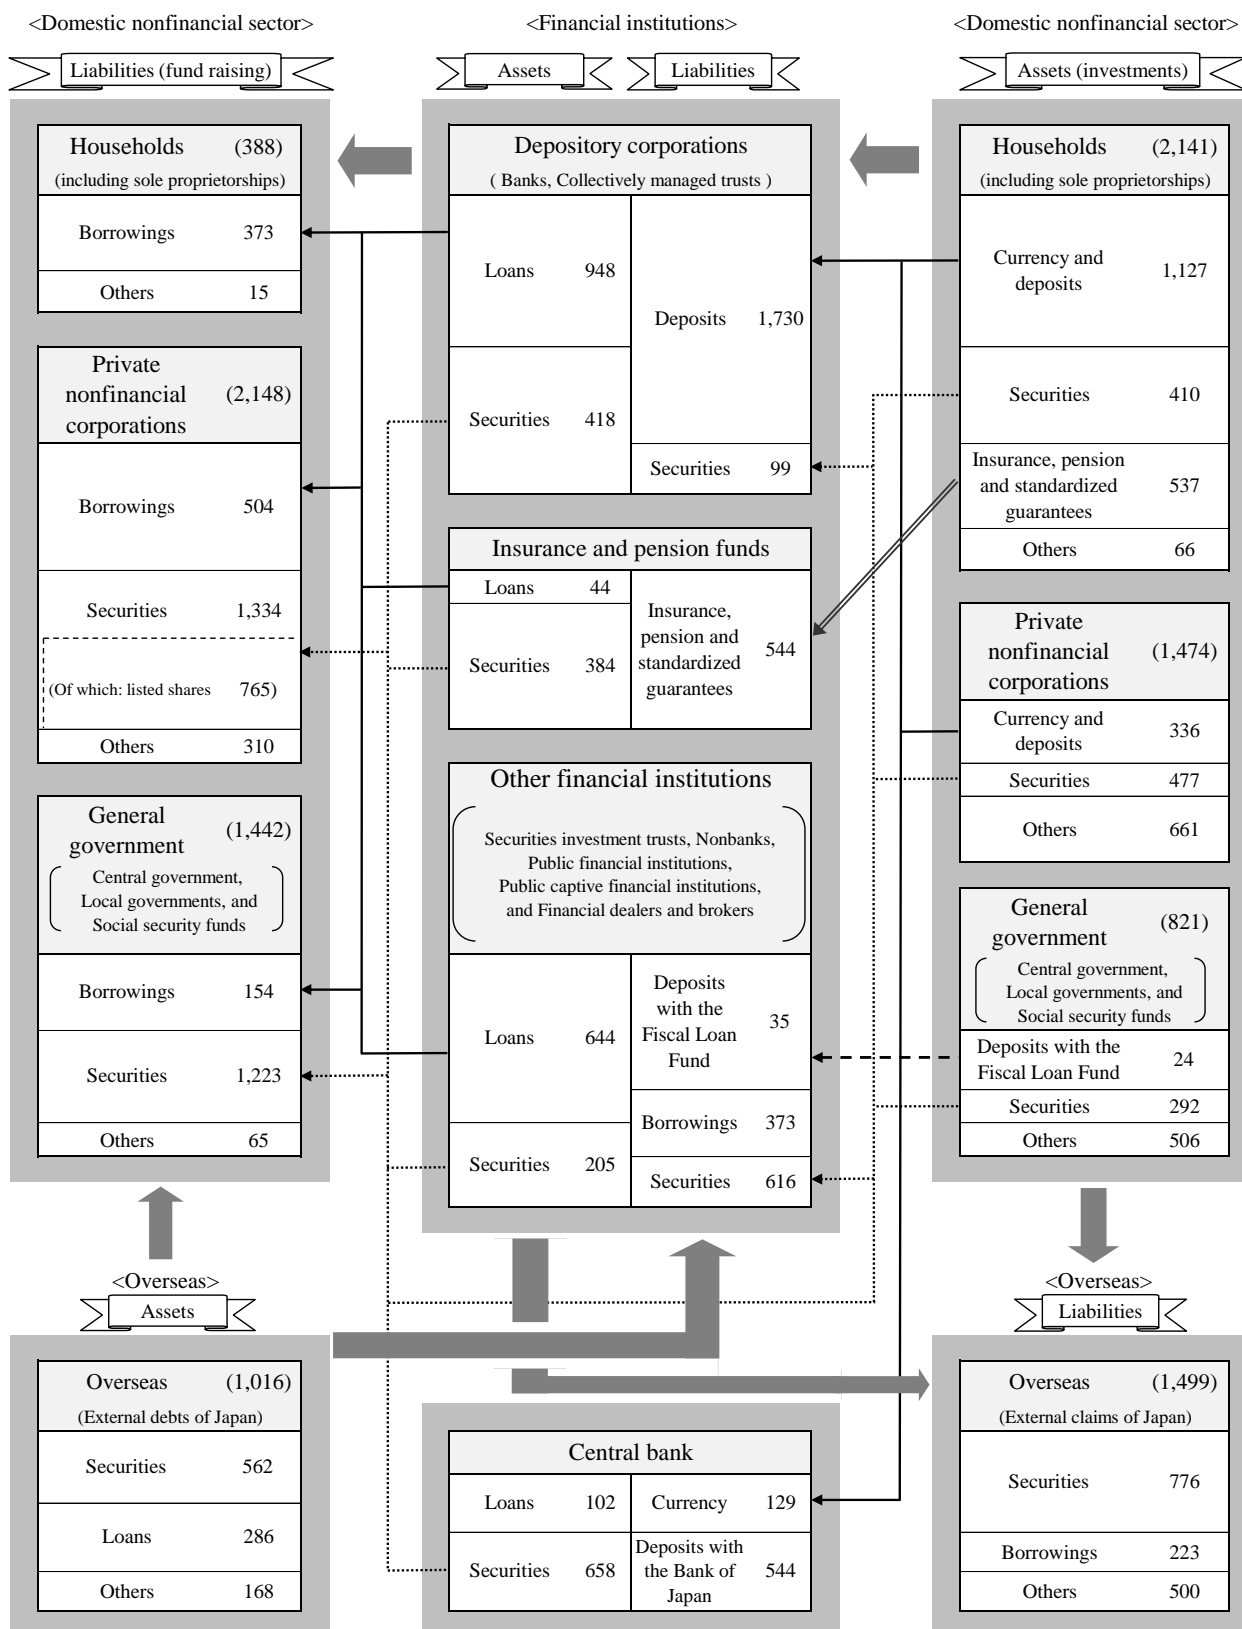 <Domestic nonfinancial sector>
Liabilities (fund raising)
Households (388)
(including sole proprietorships)
Borrowings 373
Others 15
Private
nonfinancial (2,148)
corporations
Borrowings 504
Securities 1,334
(Of which: listed shares 765)
Others 310
General
government (1,442)
Central government,
Local governments, and
Social security funds
Borrowings 154
Securities 1,223
Others 65
<Overseas>
Assets
Overseas (1,016)
(External debts of Japan)
Securities 562
Loans 286
Others 168
<Financial institutions>
Assets
Liabilities
Depository corporations
( Banks, Collectively managed trusts )
Loans 948
Securities 418
Deposits 1,730
Securities 99
Insurance and pension funds
Loans 44
Securities 384
Insurance,
pension and
standardized
guarantees
544
Other financial institutions
Securities investment trusts, Nonbanks,
Public financial institutions,
Public captive financial institutions,
and Financial dealers and brokers
Loans 644
Securities 205
Deposits
with the
Fiscal Loan
Fund
35
Borrowings 373
Securities 616
Central bank
Loans 102
Securities 658
Currency 129
Deposits with
the Bank of
Japan
544
<Domestic nonfinancial sector>
Assets (investments)
Households (2,141)
(including sole proprietorships)
Currency and
deposits
1,127
Securities 410
Insurance, pension
and standardized
guarantees
537
Others 66
Private
nonfinancial (1,474)
corporations
Currency and
deposits
336
Securities 477
Others 661
General
government (821)
Central government,
Local governments, and
Social security funds
Deposits with the
Fiscal Loan Fund
24
Securities 292
Others 506
<Overseas>
Liabilities
Overseas (1,499)
(External claims of Japan)
Securities 776
Borrowings 223
Others 500